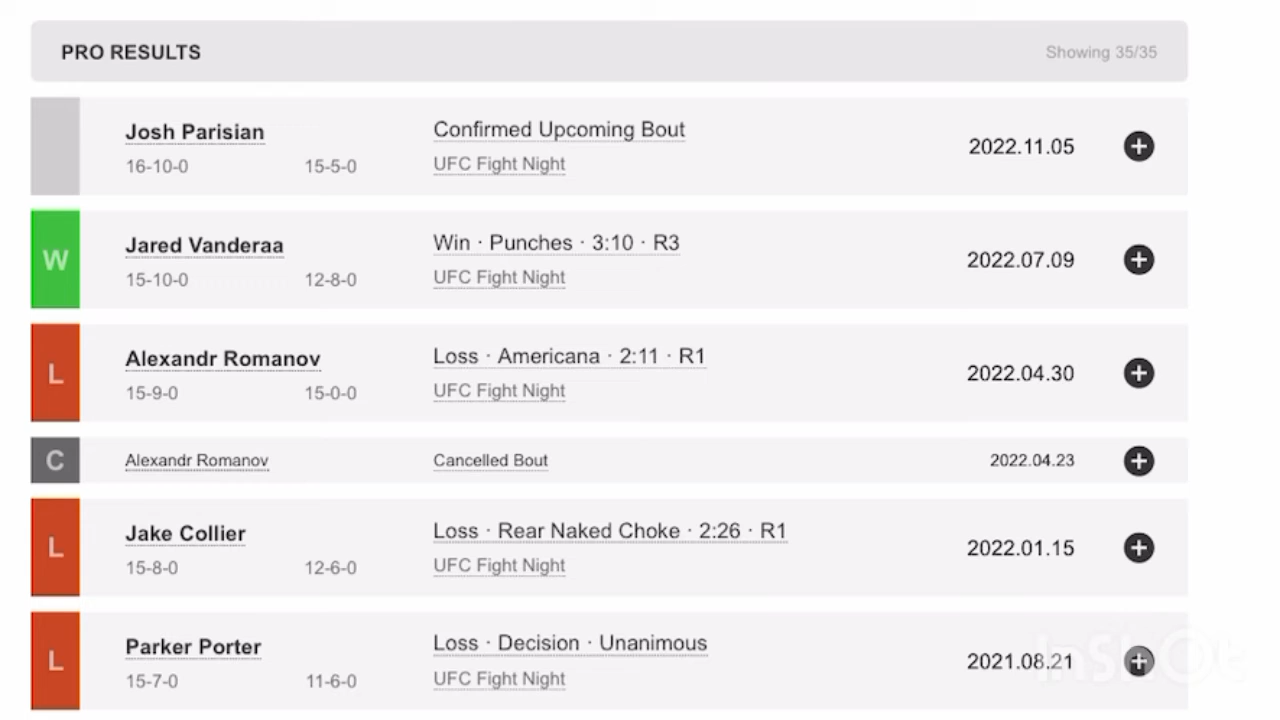 PRO RESULTS Showing 35/35
Josh Parisian Confirmed Upcoming Bout 2022.11.05
16-10-0 15-5-0 UFC Fight Night
W Jared Vanderaa Win · Punches · 3:10 · R3 2022.07.09
15-10-0 12-8-0 UFC Fight Night
L Alexandr Romanov Loss · Americana · 2:11 · R1 2022.04.30
15-9-0 15-0-0 UFC Fight Night
C Alexandr Romanov Cancelled Bout 2022.04.23
L Jake Collier Loss · Rear Naked Choke · 2:26 · R1 2022.01.15
15-8-0 12-6-0 UFC Fight Night
L Parker Porter Loss · Decision · Unanimous 2021.08.21
15-7-0 11-6-0 UFC Fight Night
InShOt